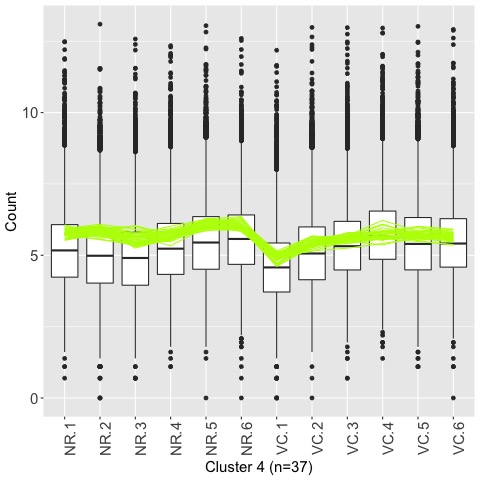 Count
10
5
0
NR.1
NR.2
NR.3
NR.4
NR.5
NR.6
VC.1
VC.2
VC.3
VC.4
VC.5
VC.6
Cluster 4 (n=37)